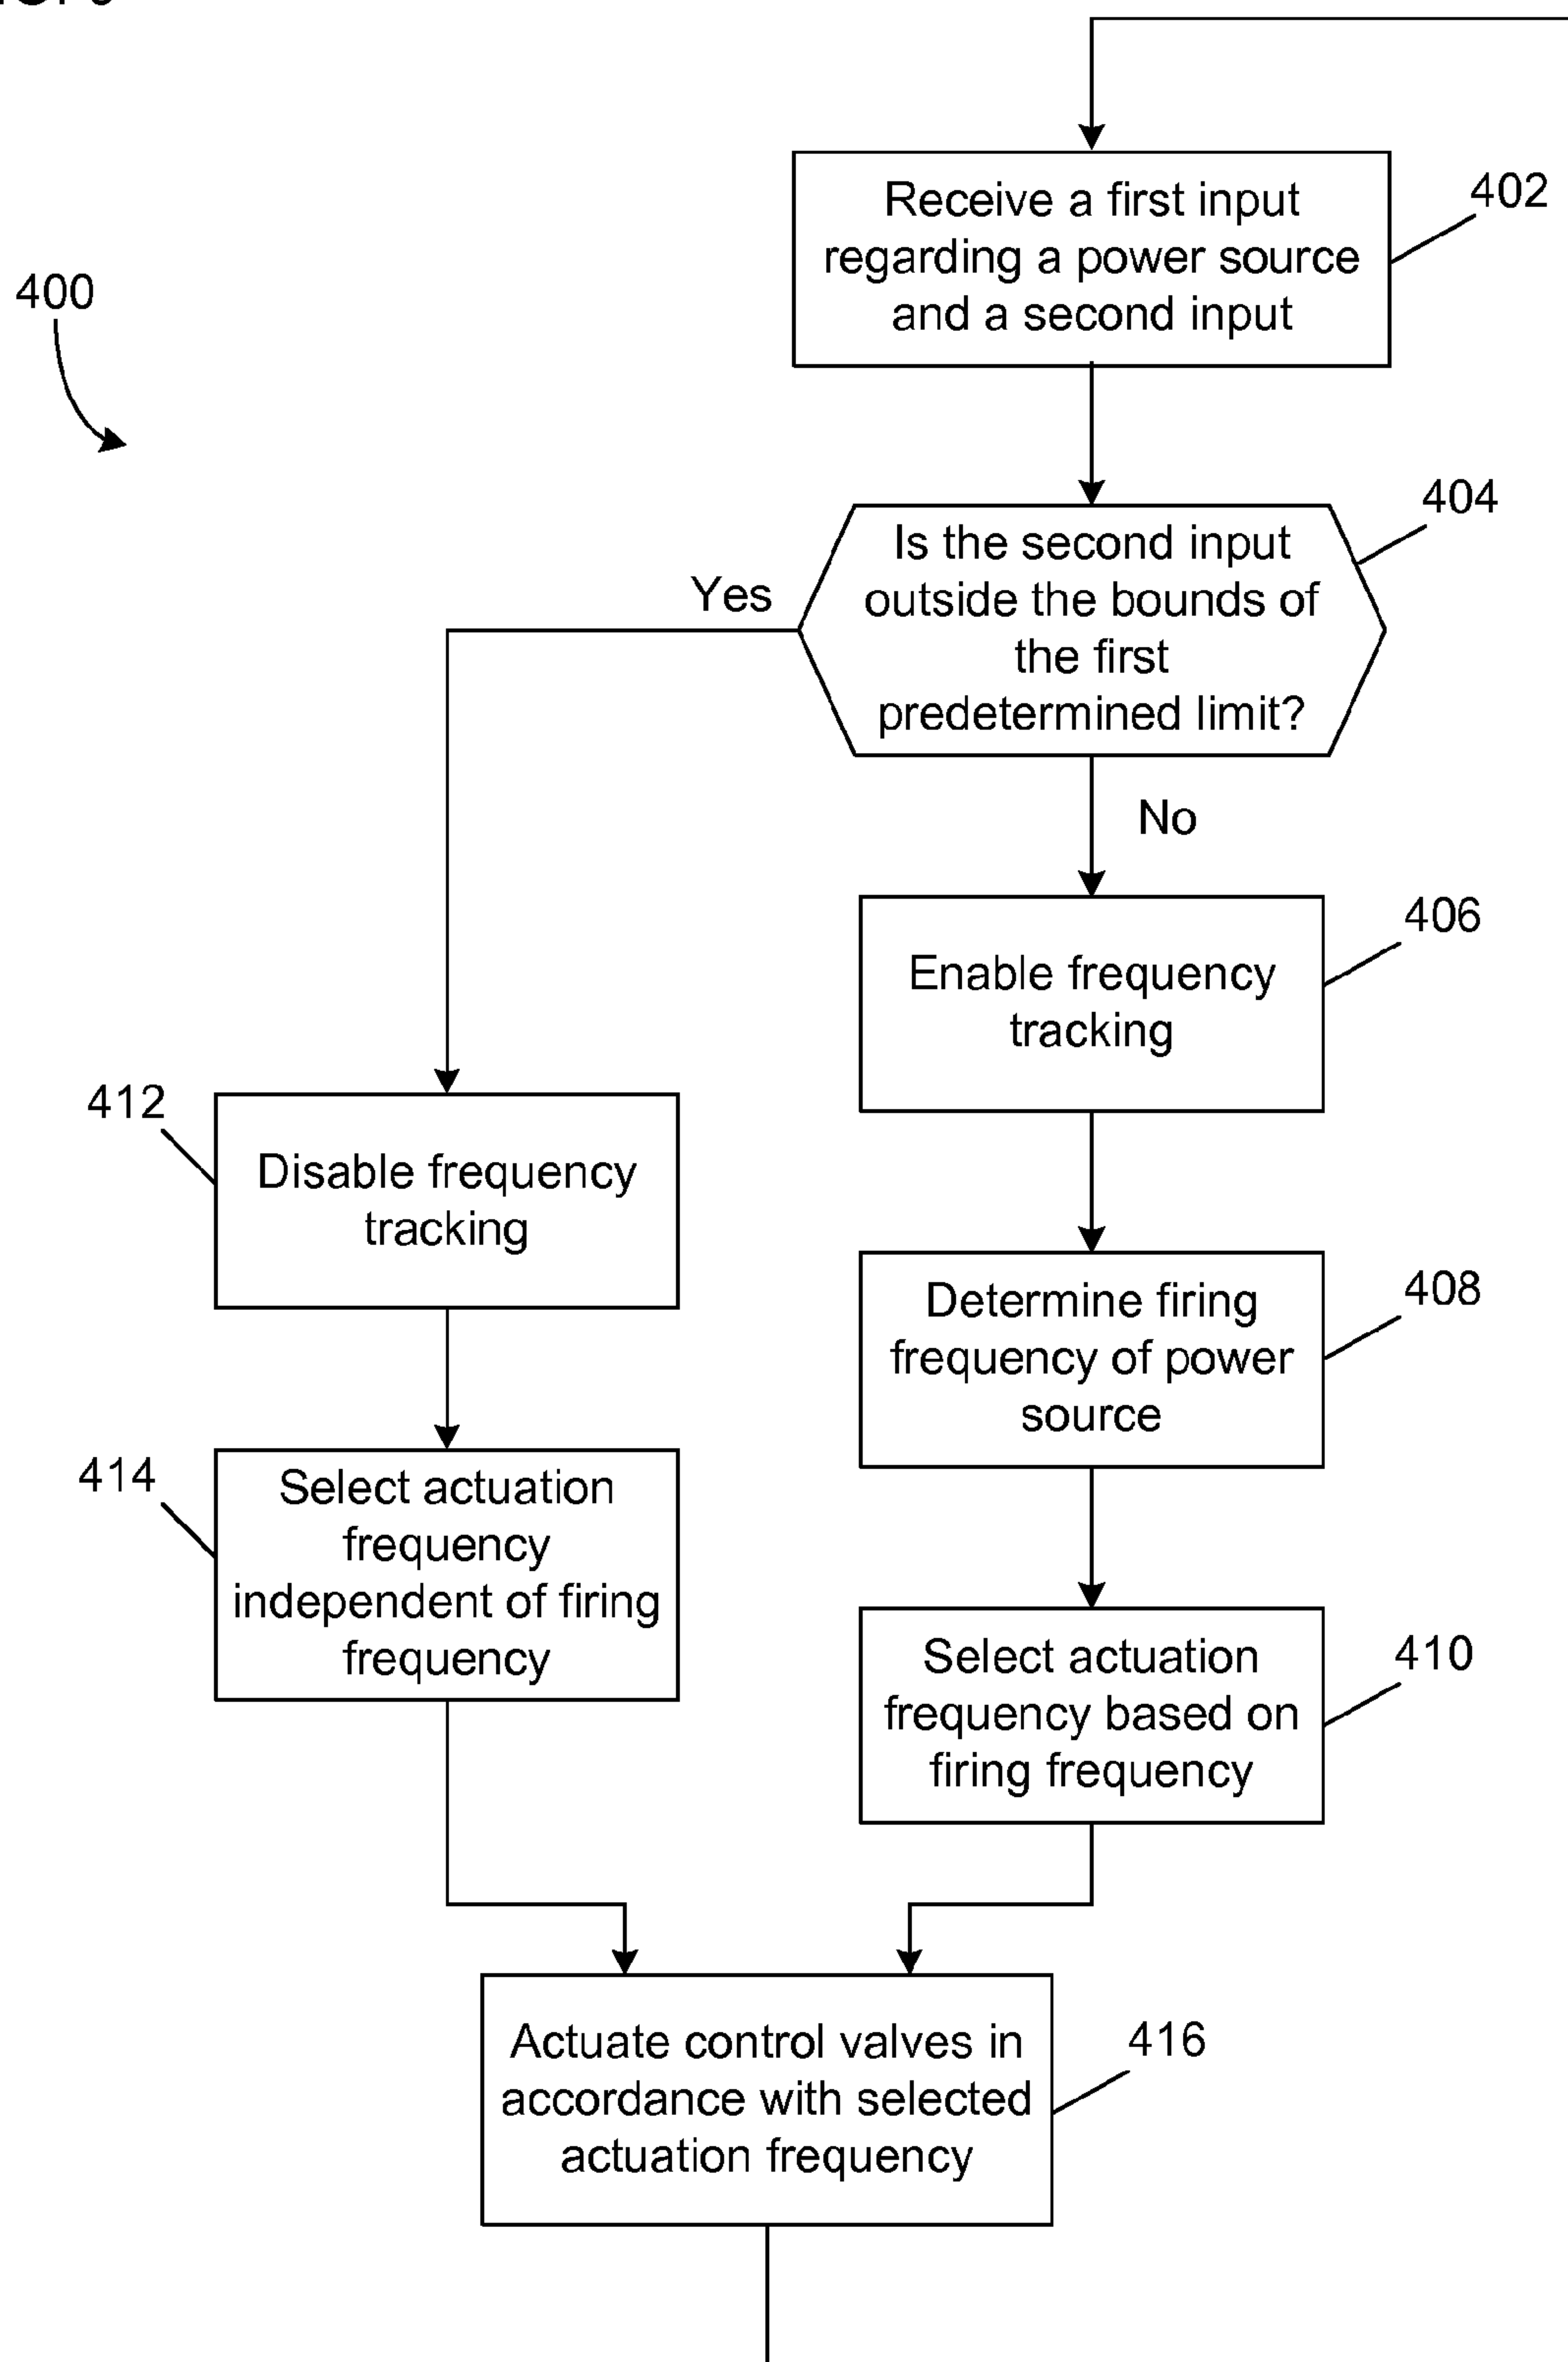 400
Receive a first input
regarding a power source
and a second input
402
Is the second input
outside the bounds of
the first
predetermined limit?
404
Yes
No
Enable frequency
tracking
406
412
Disable frequency
tracking
Determine firing
frequency of power
source
408
414
Select actuation
frequency
independent of firing
frequency
Select actuation
frequency based on
firing frequency
410
Actuate control valves in
accordance with selected
actuation frequency
416